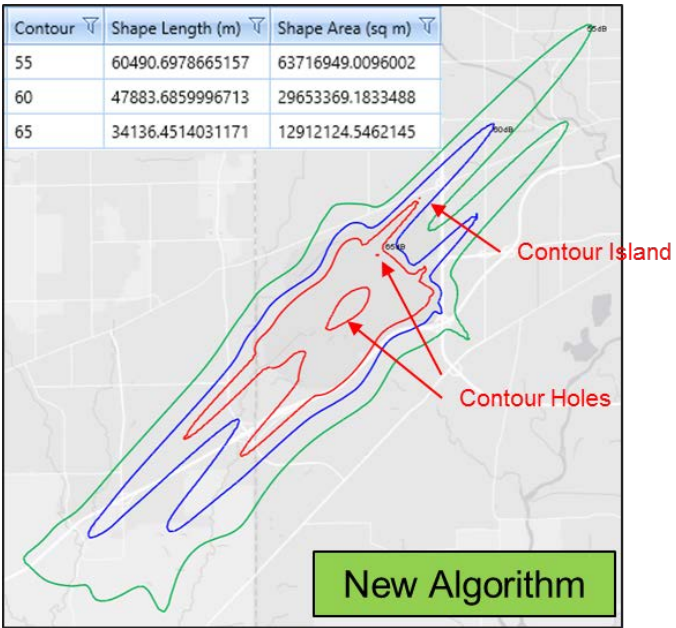 Contour Shape Length (m) Shape Area (sq m)
55 60490.6978665157 63716949.0096002
60 47883.6859996713 29653369.1833488
65 34136.4514031171 12912124.5462145
55dB
60dB
65dB
Contour Island
Contour Holes
New Algorithm